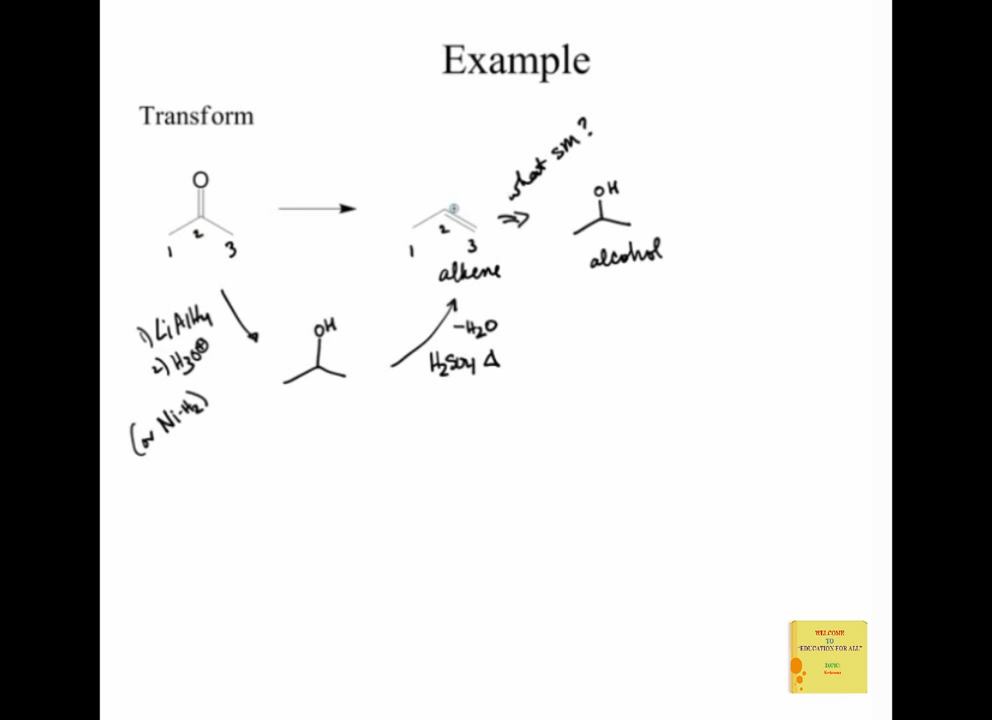 Example
Transform
what sm?
O
OH
1 2 3
1 2 3
alkene
alcohol
1) LiAlH4
2) H3O⊕
(or Ni-H2)
OH
-H2O
H2SO4 Δ
WELCOME
TO
"EDUCATION FOR ALL"